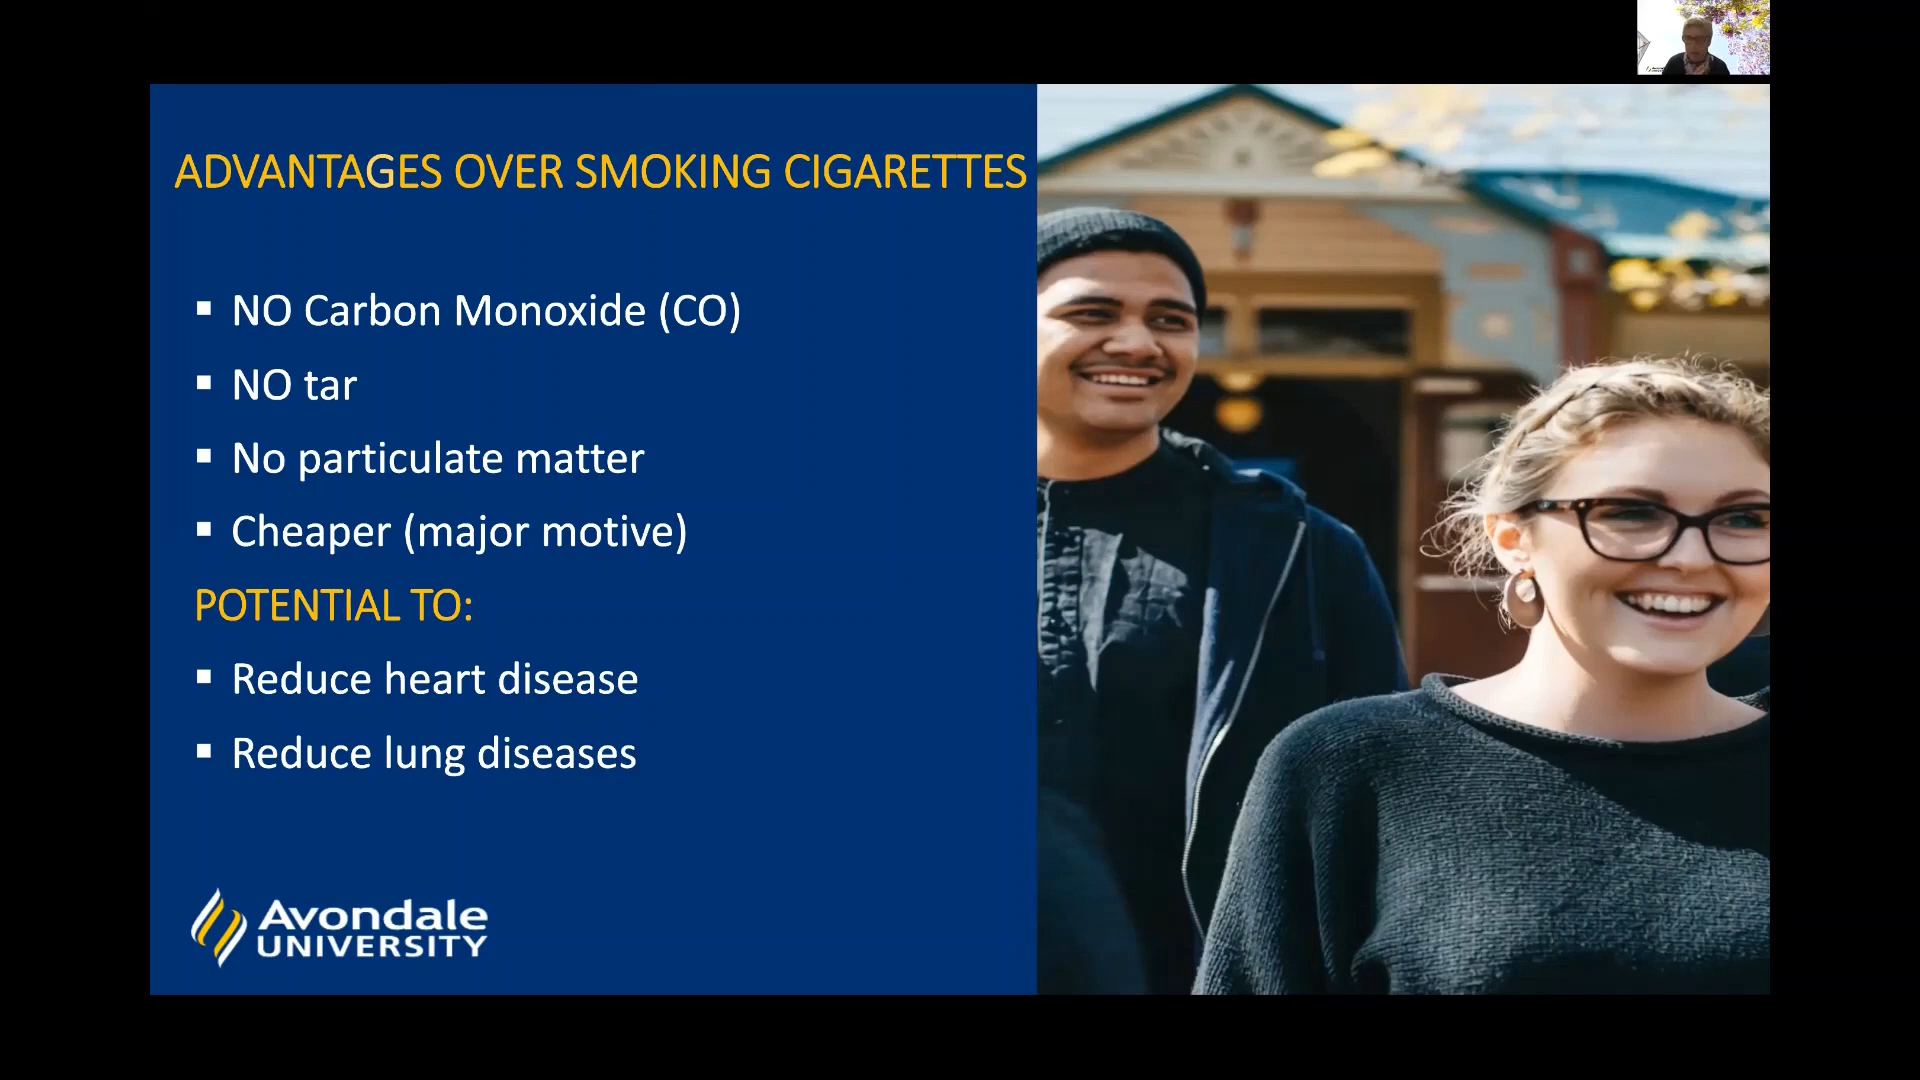 ADVANTAGES OVER SMOKING CIGARETTES
▪ NO Carbon Monoxide (CO)
▪ NO tar
▪ No particulate matter
▪ Cheaper (major motive)
POTENTIAL TO:
▪ Reduce heart disease
▪ Reduce lung diseases
Avondale
UNIVERSITY